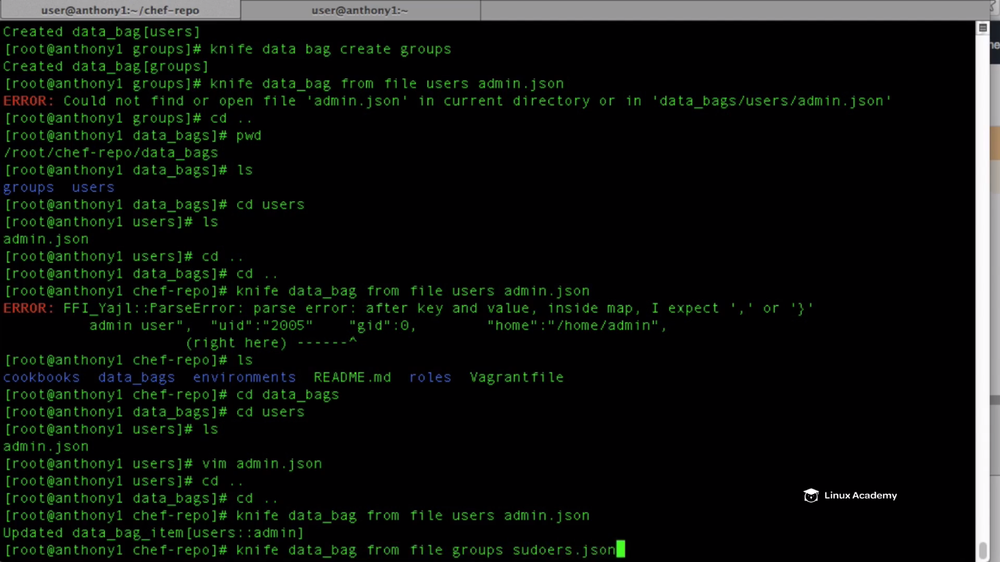 user@anthony1:~/chef-repo
user@anthony1:~
Created data_bag[users]
[root@anthony1 groups]# knife data bag create groups
Created data_bag[groups]
[root@anthony1 groups]# knife data_bag from file users admin.json
ERROR: Could not find or open file 'admin.json' in current directory or in 'data_bags/users/admin.json'
[root@anthony1 groups]# cd ..
[root@anthony1 data_bags]# pwd
/root/chef-repo/data_bags
[root@anthony1 data_bags]# ls
groups  users
[root@anthony1 data_bags]# cd users
[root@anthony1 users]# ls
admin.json
[root@anthony1 users]# cd ..
[root@anthony1 data_bags]# cd ..
[root@anthony1 chef-repo]# knife data_bag from file users admin.json
ERROR: FFI_Yajl::ParseError: parse error: after key and value, inside map, I expect ',' or '}'
          admin user",  "uid":"2005"    "gid":0,        "home":"/home/admin",
                     (right here) ------^
[root@anthony1 chef-repo]# ls
cookbooks  data_bags  environments  README.md  roles  Vagrantfile
[root@anthony1 chef-repo]# cd data_bags
[root@anthony1 data_bags]# cd users
[root@anthony1 users]# ls
admin.json
[root@anthony1 users]# vim admin.json
[root@anthony1 users]# cd ..
[root@anthony1 data_bags]# cd ..
Linux Academy
[root@anthony1 chef-repo]# knife data_bag from file users admin.json
Updated data_bag_item[users::admin]
[root@anthony1 chef-repo]# knife data_bag from file groups sudoers.json